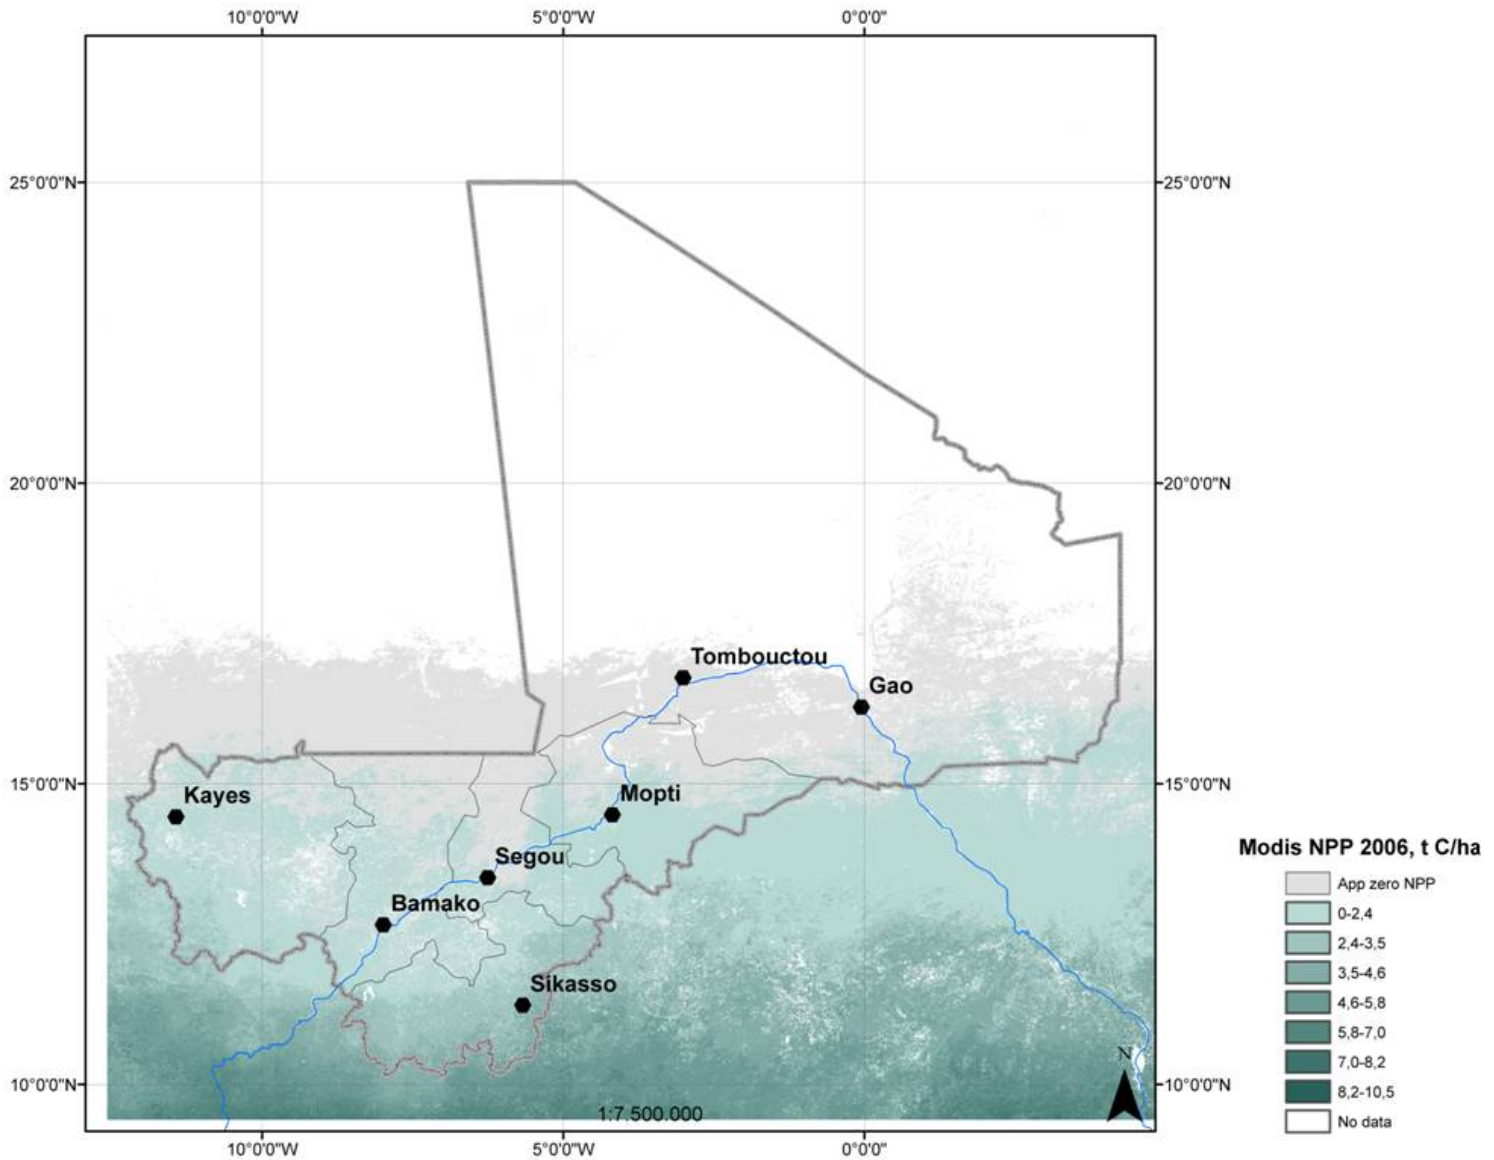 10°0'0"W 5°0'0"W 0°0'0"
25°0'0"N 25°0'0"N
20°0'0"N 20°0'0"N
Tombouctou
Gao
15°0'0"N 15°0'0"N
Kayes
Mopti
Segou
Bamako
Sikasso
Modis NPP 2006, t C/ha
App zero NPP
0-2,4
2,4-3,5
3,5-4,6
4,6-5,8
5,8-7,0
7,0-8,2
8,2-10,5
No data
N
10°0'0"N 10°0'0"N
1:7.500.000
10°0'0"W 5°0'0"W 0°0'0"